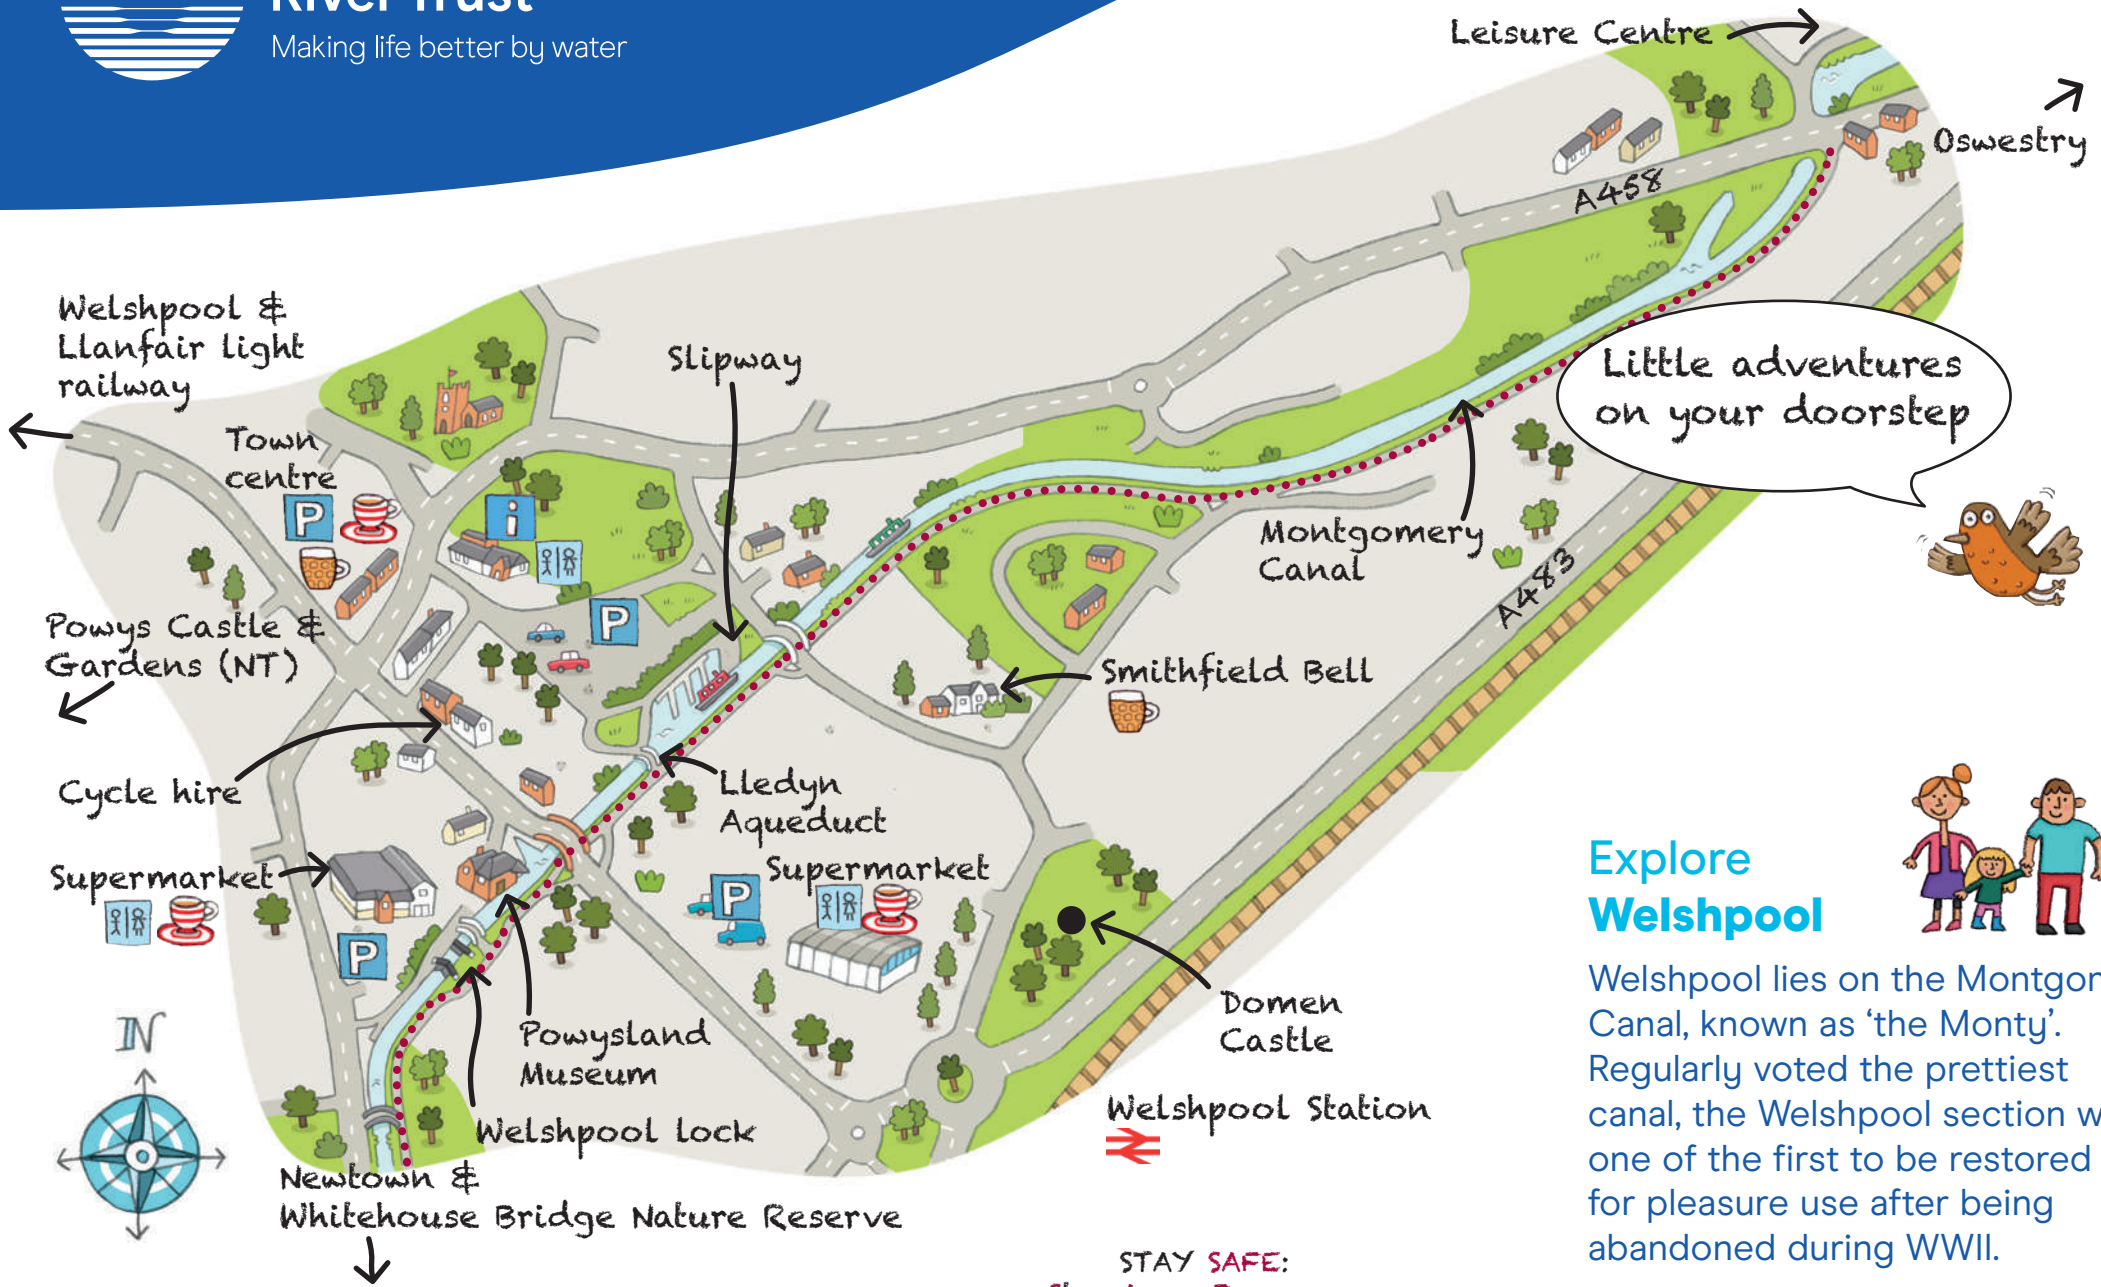 River Trust
Making life better by water
Leisure Centre
Oswestry
A458
Welshpool &
Llanfair light
railway
Slipway
Town
centre
P
i
Little adventures
on your doorstep
Montgomery
Canal
A483
P
Powys Castle &
Gardens (NT)
Smithfield Bell
Cycle hire
Lledyn
Aqueduct
Supermarket
Supermarket
P
P
Explore
Welshpool
Welshpool lies on the Montgom
Canal, known as ‘the Monty’.
Regularly voted the prettiest
canal, the Welshpool section w
one of the first to be restored
for pleasure use after being
abandoned during WWII.
Domen
Castle
N
Powysland
Museum
Welshpool Station
Welshpool lock
Newtown &
Whitehouse Bridge Nature Reserve
STAY SAFE: